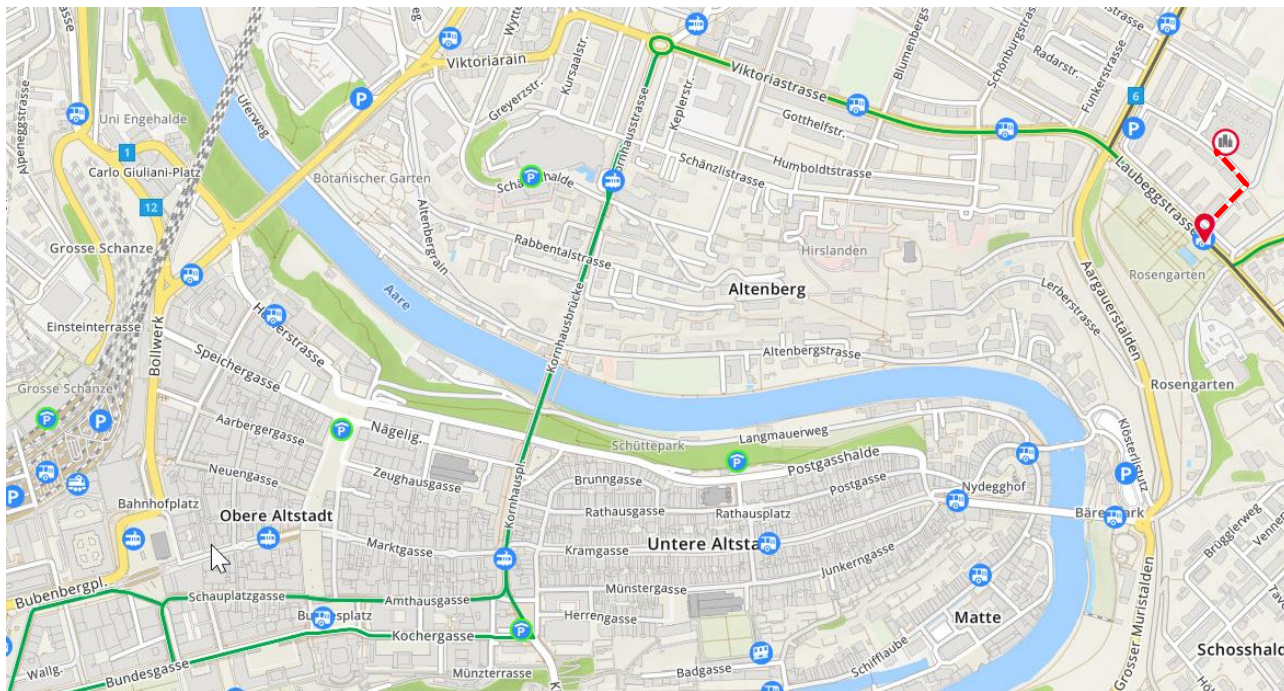 Uferweg
Viktoriarain
Wytte
Kursaalstr.
Greyerzstr.
Kornhausstrasse
Keplerstr.
Viktoriastrasse
Gotthelfstr.
Blumenbergs
Schönburgstr
Radarstr.
Funkerstrasse
6
P
Uni Engehalde
Alpeneggstrasse
1
Carlo Giuliani-Platz
12
P
Botanischer Garten
P
Schänzlistrasse
Humboldtstrasse
Laubeggstrasse
Grosse Schanze
Altenbergrain
Rabbentalstrasse
Hirslanden
Rosengarten
Aare
Altenberg
Aargauerstalden
Lerberstrasse
Einsteinterrasse
Bollwerk
Speichergasse
Kornhausbrücke
Altenbergstrasse
Rosengarten
Grosse Schanze
P
P
Aarbergergasse
P
Nägelig.
Schüttepark
Langmauerweg
Klösterlistutz
Zeughausgasse
P
Postgasshalde
P
Neuengasse
Brunngasse
Postgasse
Nydegghof
P
Bahnhofplatz
Kornhauspl.
Obere Altstadt
Rathausgasse
Rathausplatz
Brügglerweg
Marktgasse
Kramgasse
Untere Altsta
Junkerngasse
Bubenbergpl.
Schauplatzgasse
Amthausgasse
Münstergasse
Herrengasse
Matte
Grosser Muristalden
Kochergasse
P
Wallg.
Bundesgasse
Münzterrasse
Badgasse
Schifflaube
Schosshald